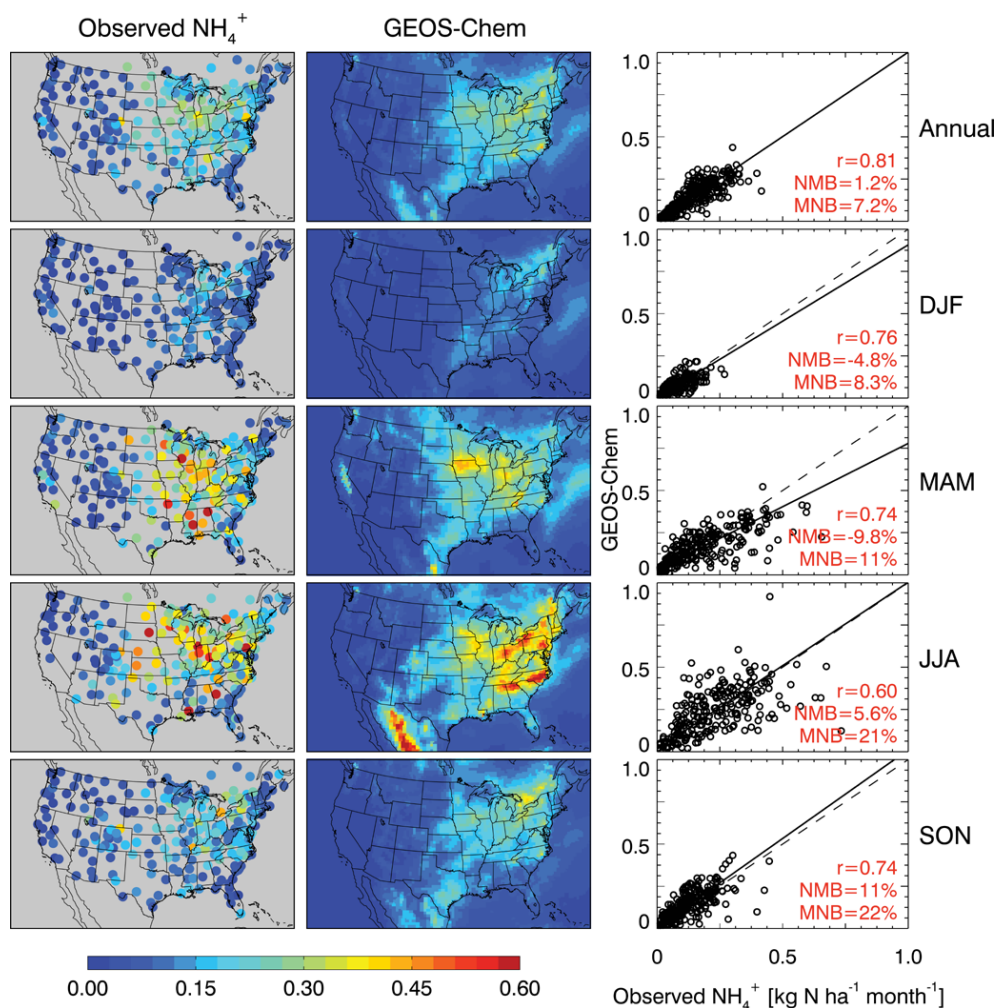 Observed NH₄⁺
GEOS-Chem
1.0
0.5
0
r=0.81
NMB=1.2%
MNB=7.2%
Annual
1.0
0.5
0
r=0.76
NMB=-4.8%
MNB=8.3%
DJF
1.0
0.5
0
r=0.74
NMB=-9.8%
MNB=11%
MAM
GEOS-Chem
1.0
0.5
0
r=0.60
NMB=5.6%
MNB=21%
JJA
1.0
0.5
0
r=0.74
NMB=11%
MNB=22%
SON
0 0.5 1.0
0.00 0.15 0.30 0.45 0.60
Observed NH₄⁺ [kg N ha⁻¹ month⁻¹]